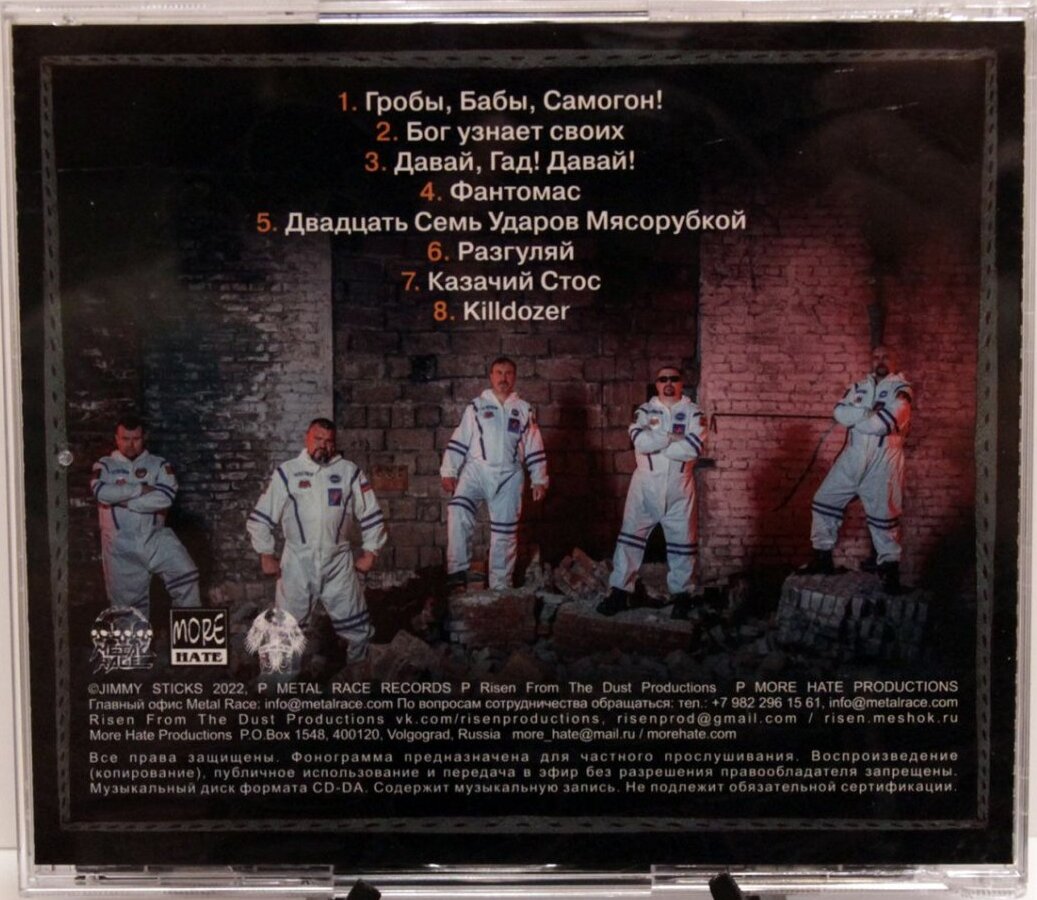 1. Гробы, Бабы, Самогон!
2. Бог узнает своих
3. Давай, Гад! Давай!
4. Фантомас
5. Двадцать Семь Ударов Мясорубкой
6. Разгуляй
7. Казачий Стос
8. Killdozer
METAL
RACE
MORE
HATE
©JIMMY STICKS 2022, P METAL RACE RECORDS P Risen From The Dust Productions P MORE HATE PRODUCTIONS
Главный офис Metal Race: info@metalrace.com По вопросам сотрудничества обращаться: тел.: +7 982 296 15 61, info@metalrace.com
Risen From The Dust Productions vk.com/risenproductions, risenprod@gmail.com / risen.meshok.ru
More Hate Productions P.O.Box 1548, 400120, Volgograd, Russia more_hate@mail.ru / morehate.com
Все права защищены. Фонограмма предназначена для частного прослушивания. Воспроизведение
(копирование), публичное использование и передача в эфир без разрешения правообладателя запрещены.
Музыкальный диск формата CD-DA. Содержит музыкальную запись. Не подлежит обязательной сертификации.